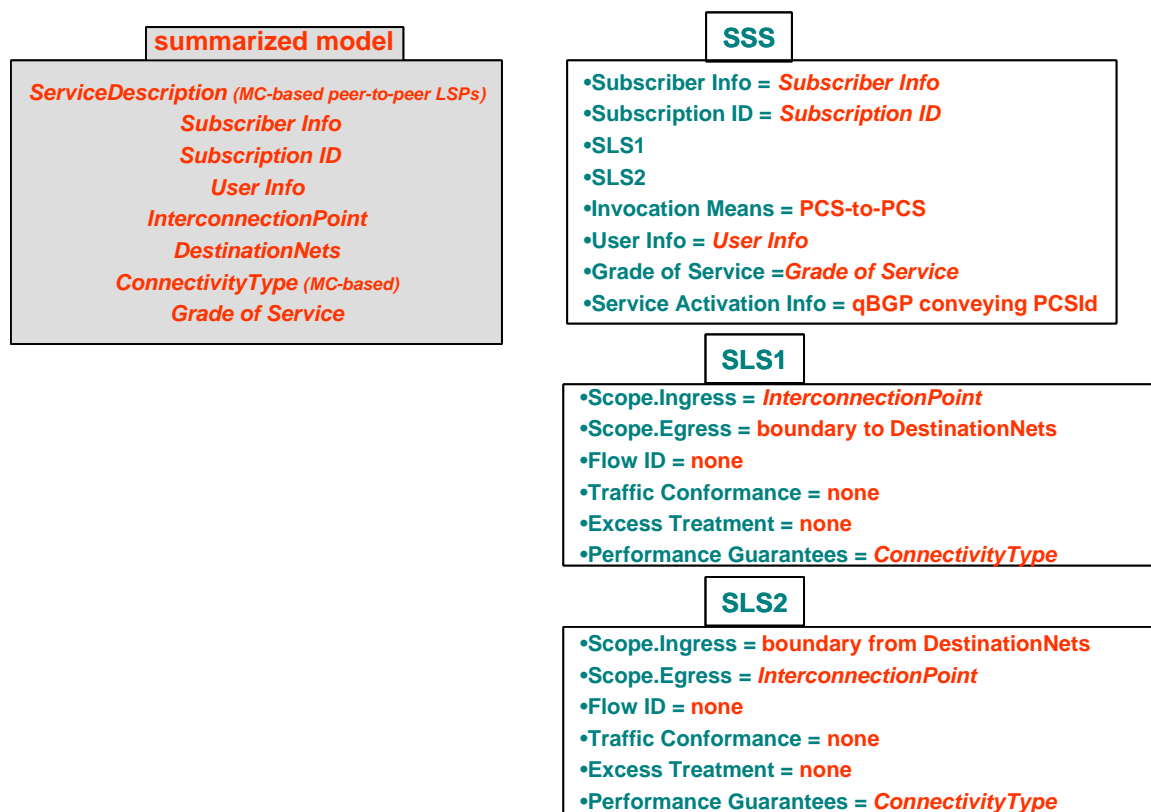 summarized model
ServiceDescription (MC-based peer-to-peer LSPs)
Subscriber Info
Subscription ID
User Info
InterconnectionPoint
DestinationNets
ConnectivityType (MC-based)
Grade of Service
SSS
•Subscriber Info = Subscriber Info
•Subscription ID = Subscription ID
•SLS1
•SLS2
•Invocation Means = PCS-to-PCS
•User Info = User Info
•Grade of Service =Grade of Service
•Service Activation Info = qBGP conveying PCSId
SLS1
•Scope.Ingress = InterconnectionPoint
•Scope.Egress = boundary to DestinationNets
•Flow ID = none
•Traffic Conformance = none
•Excess Treatment = none
•Performance Guarantees = ConnectivityType
SLS2
•Scope.Ingress = boundary from DestinationNets
•Scope.Egress = InterconnectionPoint
•Flow ID = none
•Traffic Conformance = none
•Excess Treatment = none
•Performance Guarantees = ConnectivityType